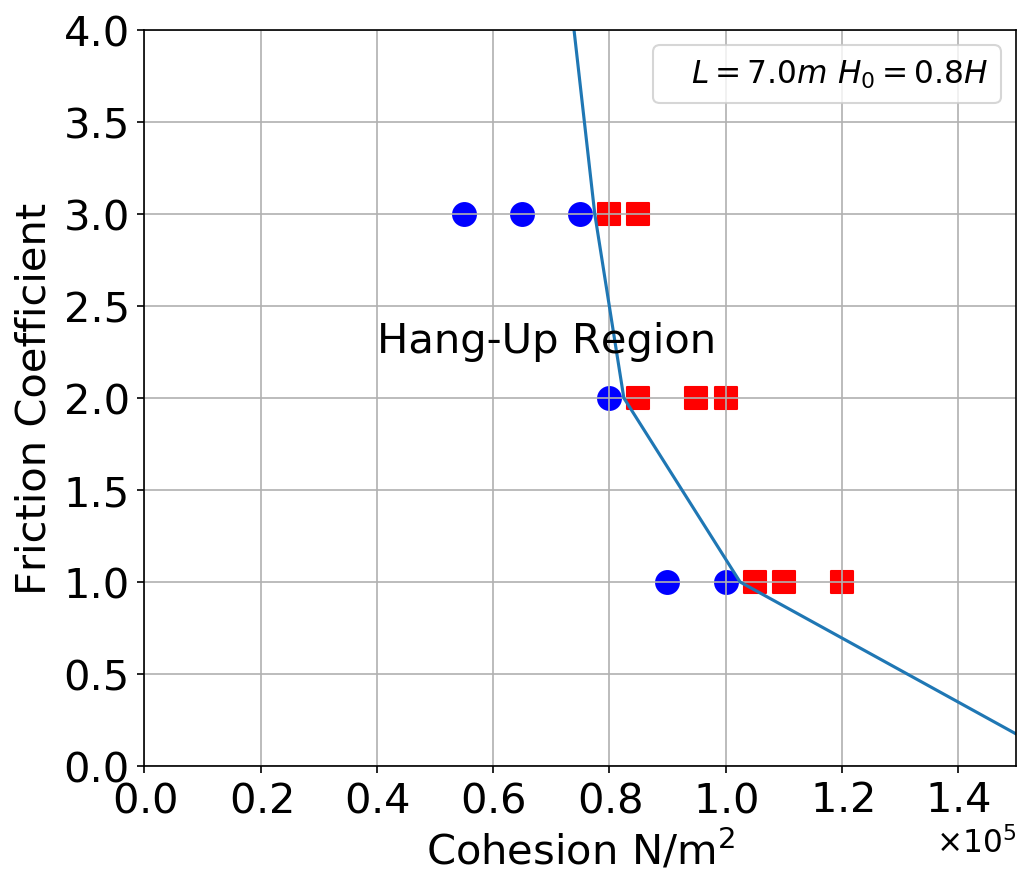 4.0
3.5
3.0
2.5
2.0
1.5
1.0
0.5
0.0
Friction Coefficient
L = 7.0m H₀ = 0.8H
Hang-Up Region
0.0 0.2 0.4 0.6 0.8 1.0 1.2 1.4
×10⁵
Cohesion N/m²